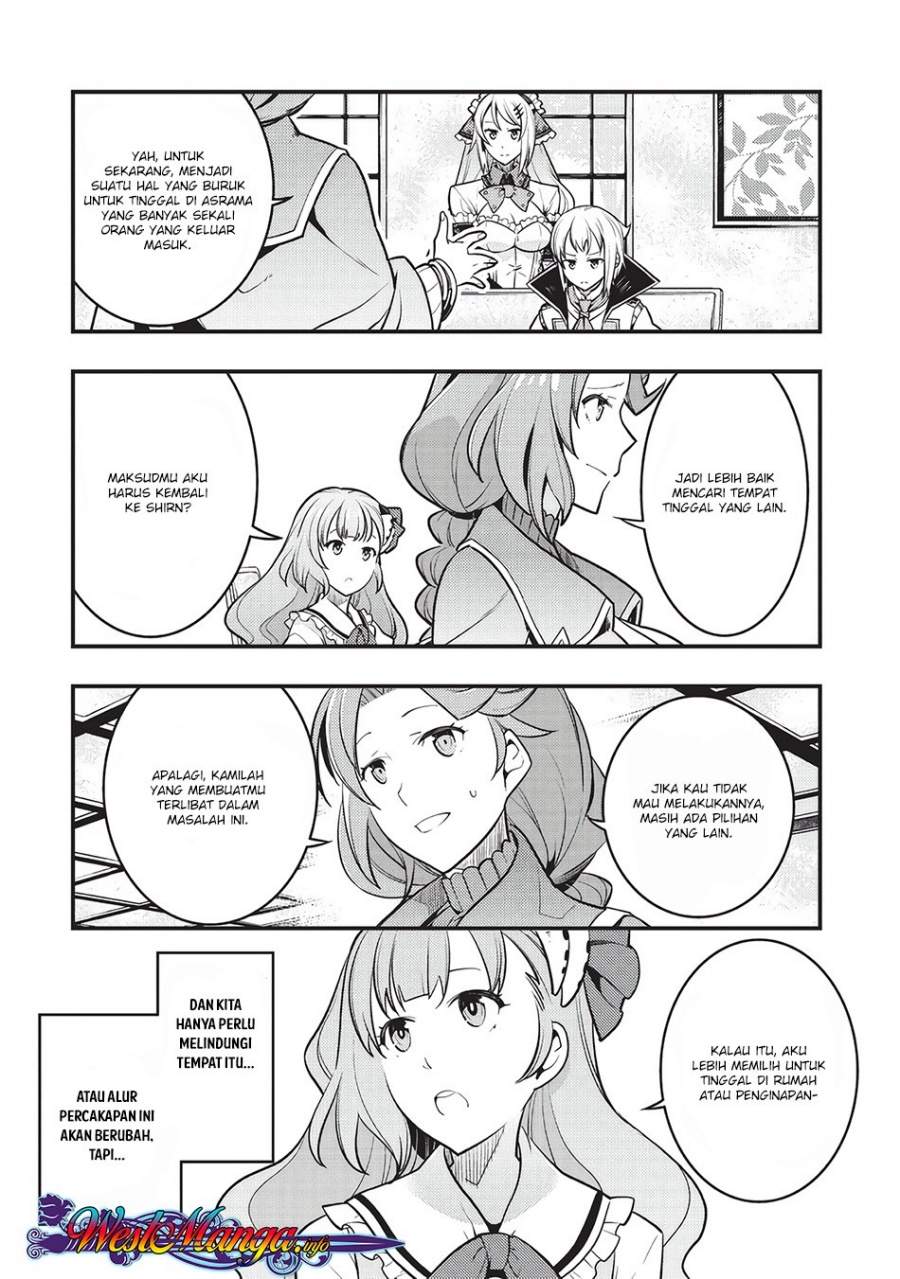 YAH, UNTUK
SEKARANG, MENJADI
SUATU HAL YANG BURUK
UNTUK TINGGAL DI ASRAMA
YANG BANYAK SEKALI
ORANG YANG KELUAR
MASUK.
JADI LEBIH BAIK
MENCARI TEMPAT
TINGGAL YANG LAIN.
MAKSUDMU AKU
HARUS KEMBALI
KE SHIRN?
JIKA KAU TIDAK
MAU MELAKUKANNYA,
MASIH ADA PILIHAN
YANG LAIN.
APALAGI, KAMILAH
YANG MEMBUATMU
TERLIBAT DALAM
MASALAH INI.
KALAU ITU, AKU
LEBIH MEMILIH UNTUK
TINGGAL DI RUMAH
ATAU PENGINAPAN-
DAN KITA
HANYA PERLU
MELINDUNGI
TEMPAT ITU...
ATAU ALUR
PERCAKAPAN INI
AKAN BERUBAH,
TAPI...
WestManga.info